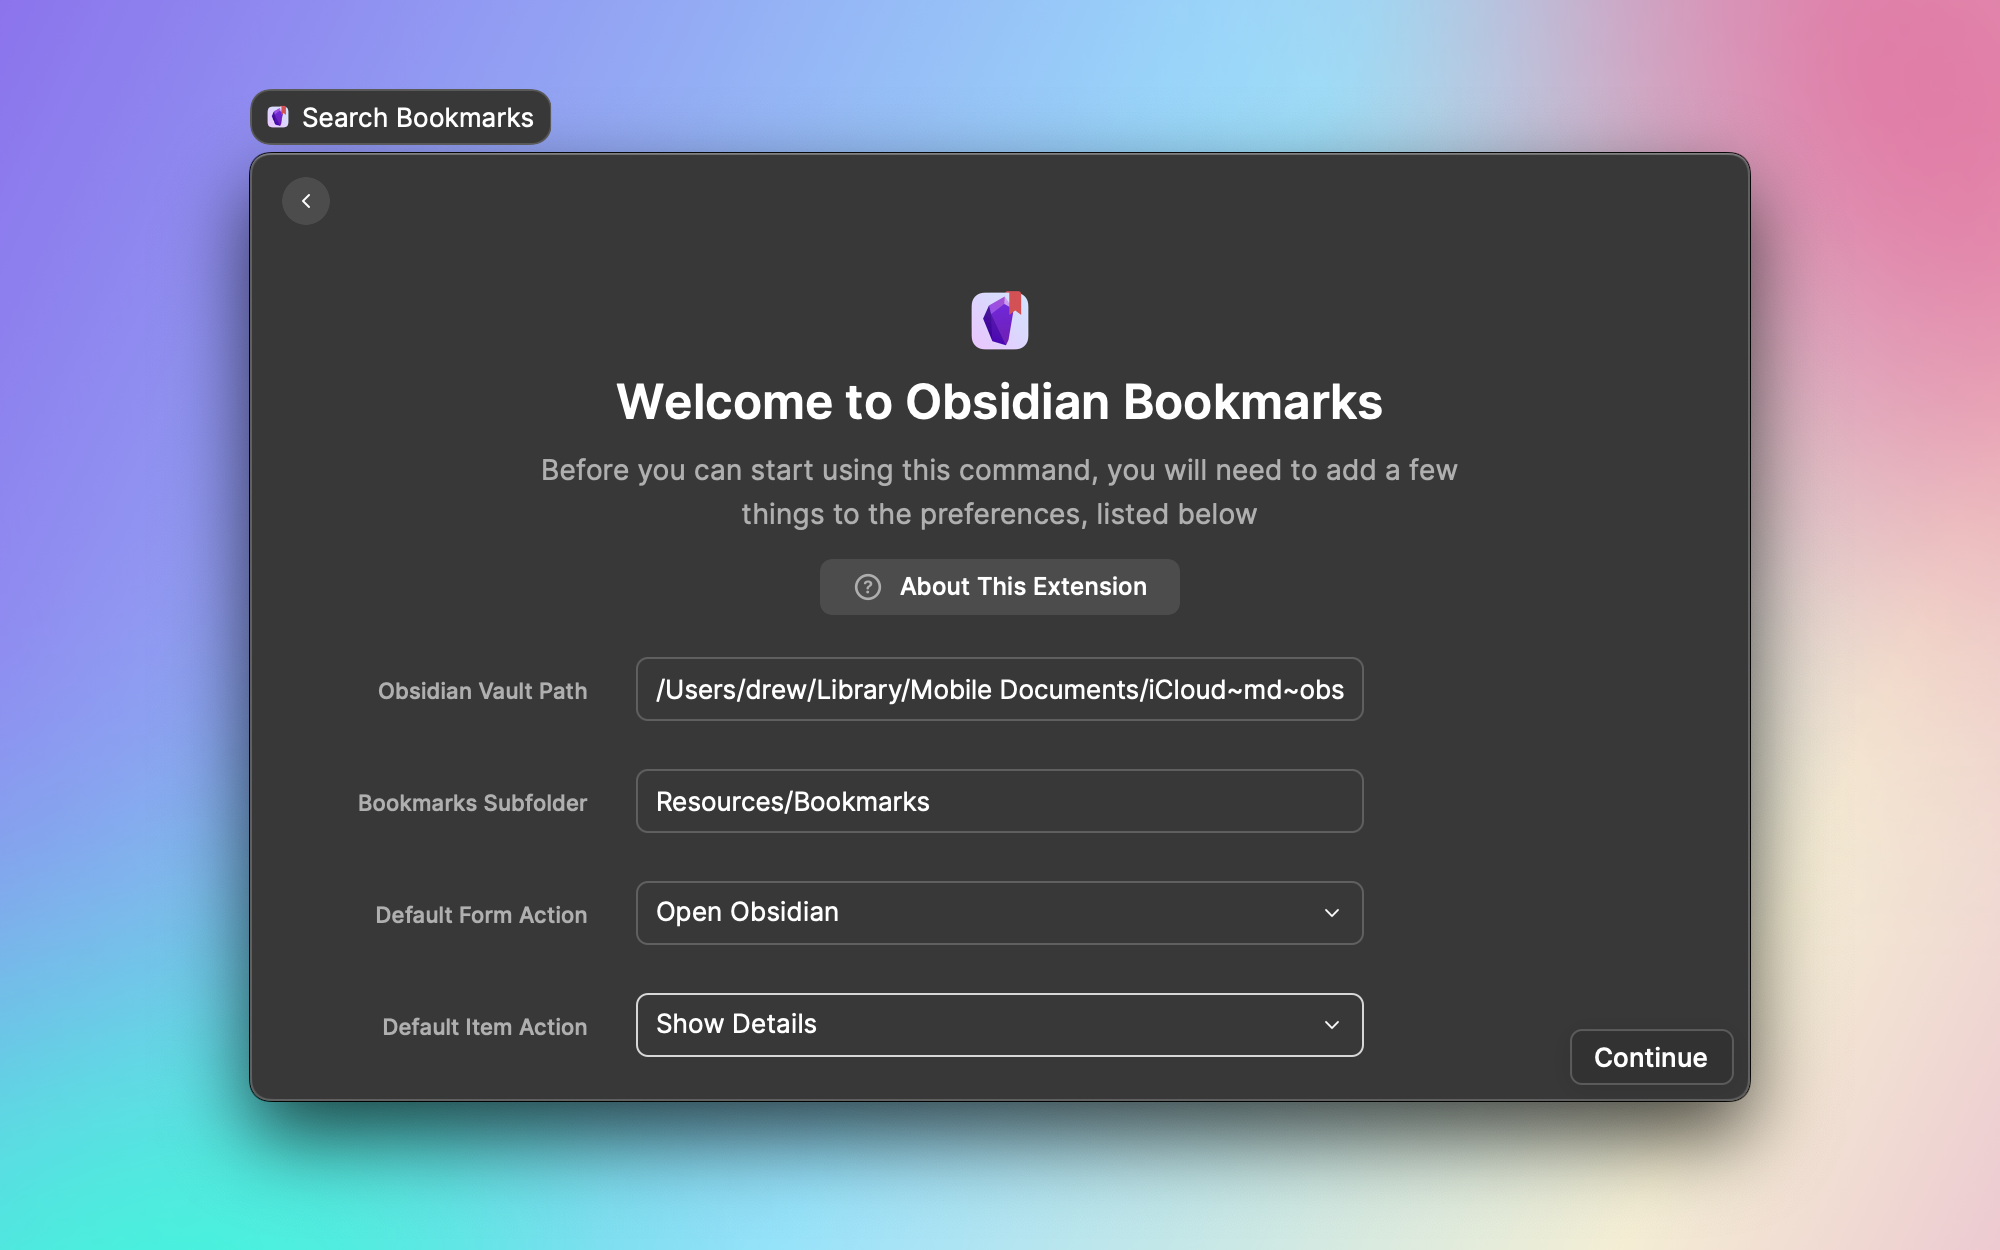 Search Bookmarks
Welcome to Obsidian Bookmarks
Before you can start using this command, you will need to add a few
things to the preferences, listed below
About This Extension
Obsidian Vault Path
/Users/drew/Library/Mobile Documents/iCloud~md~obs
Bookmarks Subfolder
Resources/Bookmarks
Default Form Action
Open Obsidian
Default Item Action
Show Details
Continue